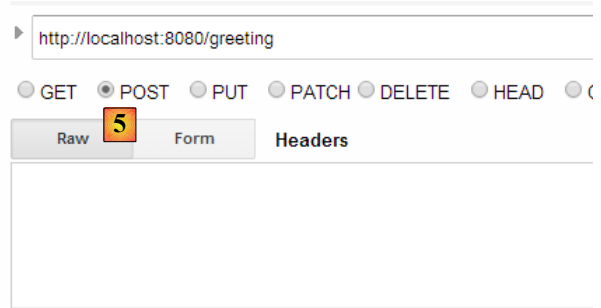 http://localhost:8080/greeting
GET POST PUT PATCH DELETE HEAD
5
Raw Form Headers